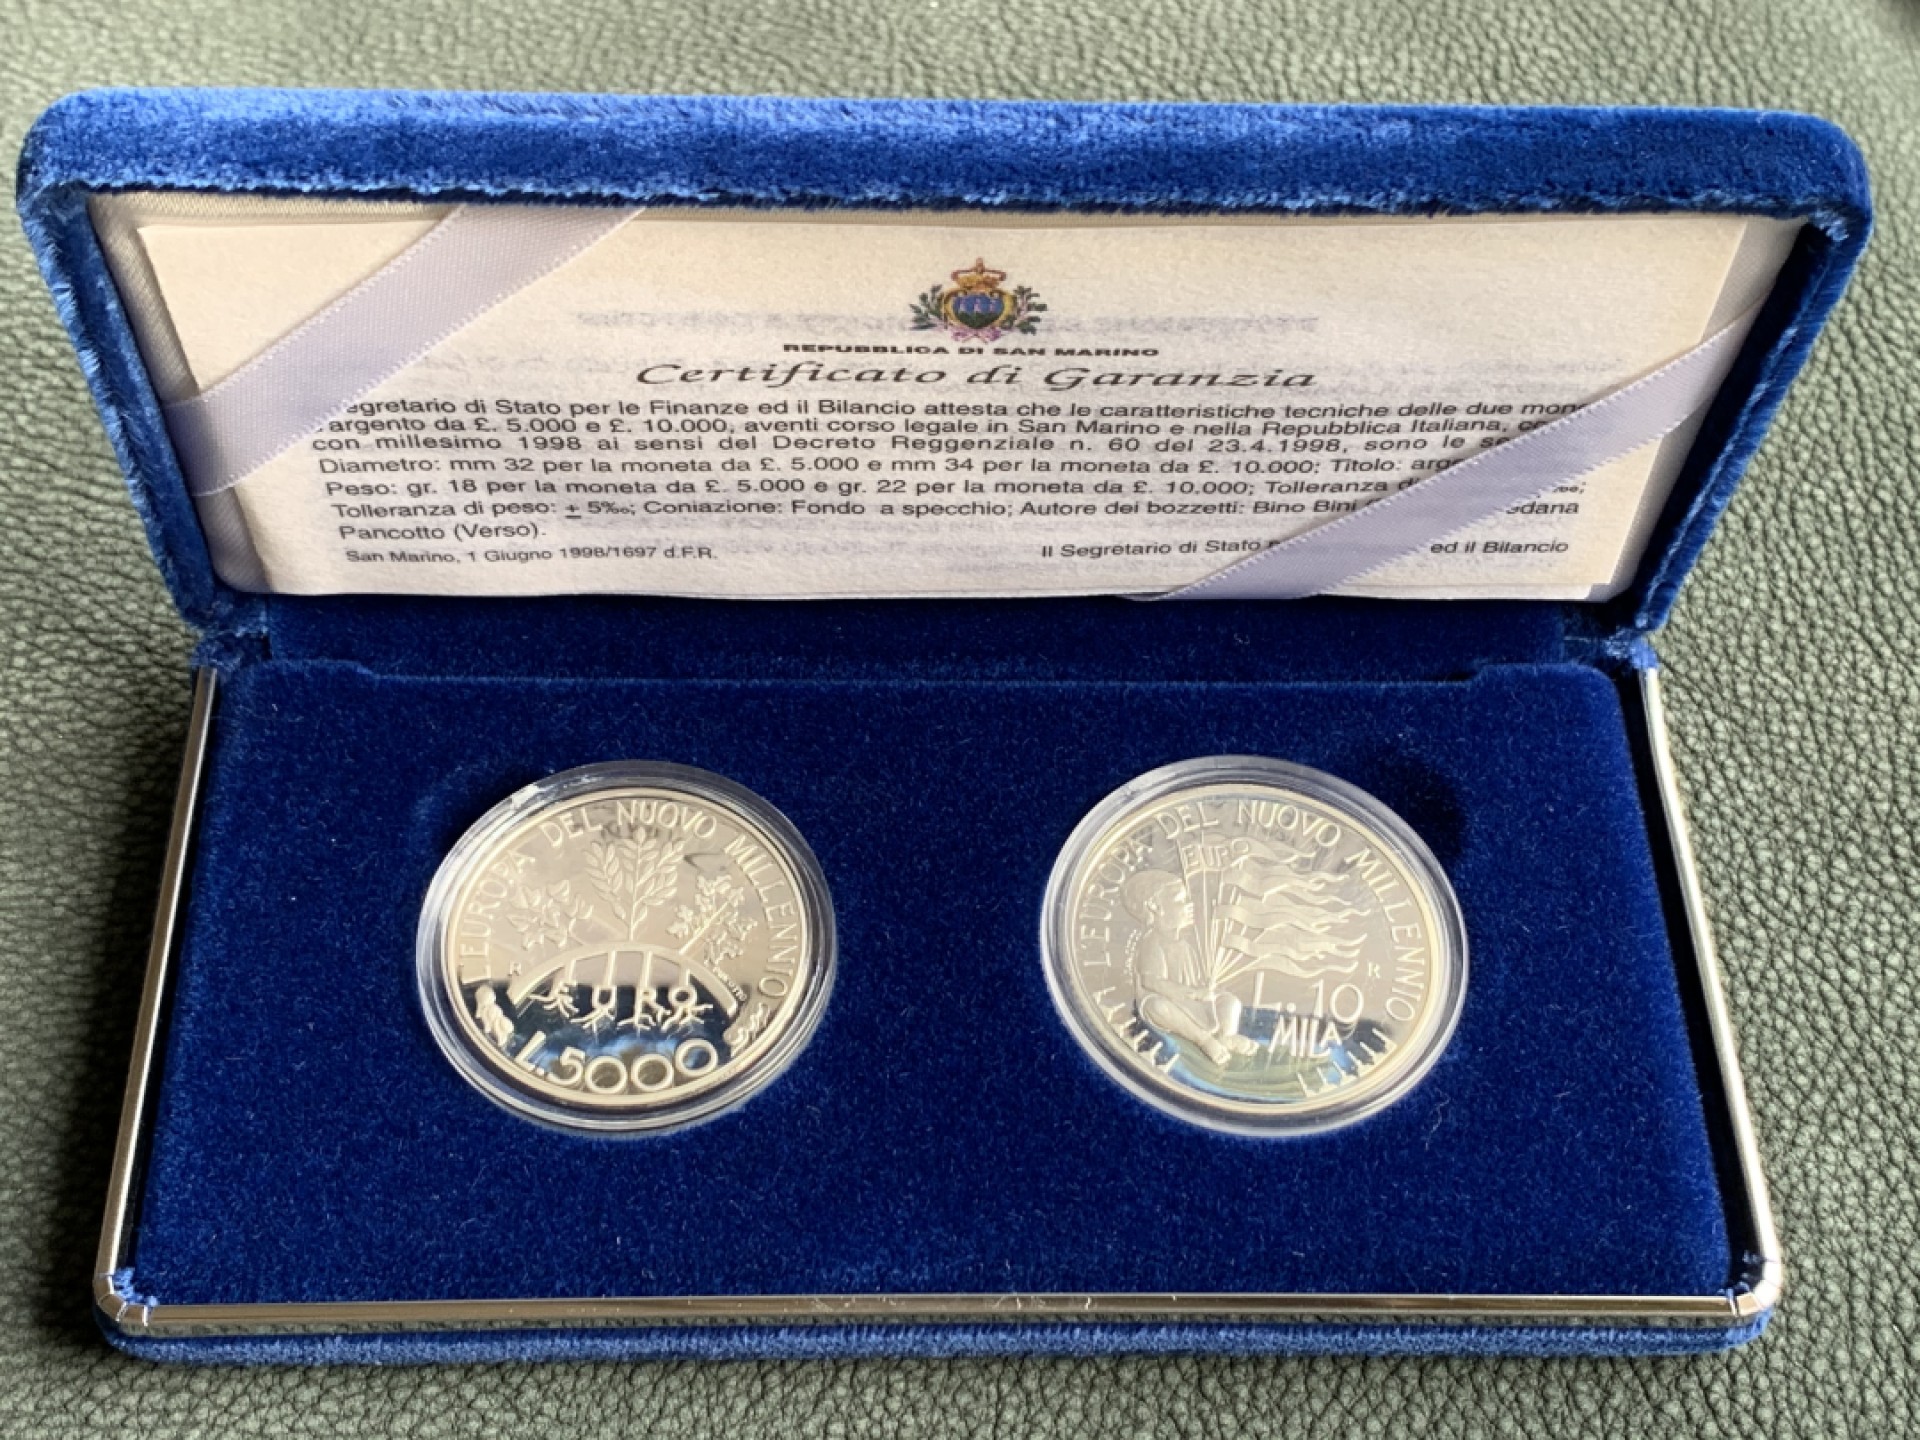 REPUBBLICA DI SAN MARINO
Certificato di Garanzia
egretario di Stato per le Finanze ed il Bilancio attesta che le caratteristiche tecniche delle due mon
argento da £. 5.000 e £. 10.000, aventi corso legale in San Marino e nella Repubblica Italiana,
con millesimo 1998 ai sensi del Decreto Reggenziale n. 60 del 23.4.1998, sono le
Diametro: mm 32 per la moneta da £. 5.000 e mm 34 per la moneta da £. 10.000; Titolo:
Peso: gr. 18 per la moneta da £. 5.000 e gr. 22 per la moneta da £. 10.000; Tolleranza
Tolleranza di peso: ± 5‰; Coniazione: Fondo a specchio; Autore dei bozzetti: Bino Bini
Pancotto (Verso).
San Marino, 1 Giugno 1998/1697 d.F.R.
Il Segretario di Stato ed il Bilancio
L'EUROPA DEL NUOVO MILLENNIO
R
EURO
L.5000
L'EUROPA DEL NUOVO MILLENNIO
EURO
R
L. 10
MILA